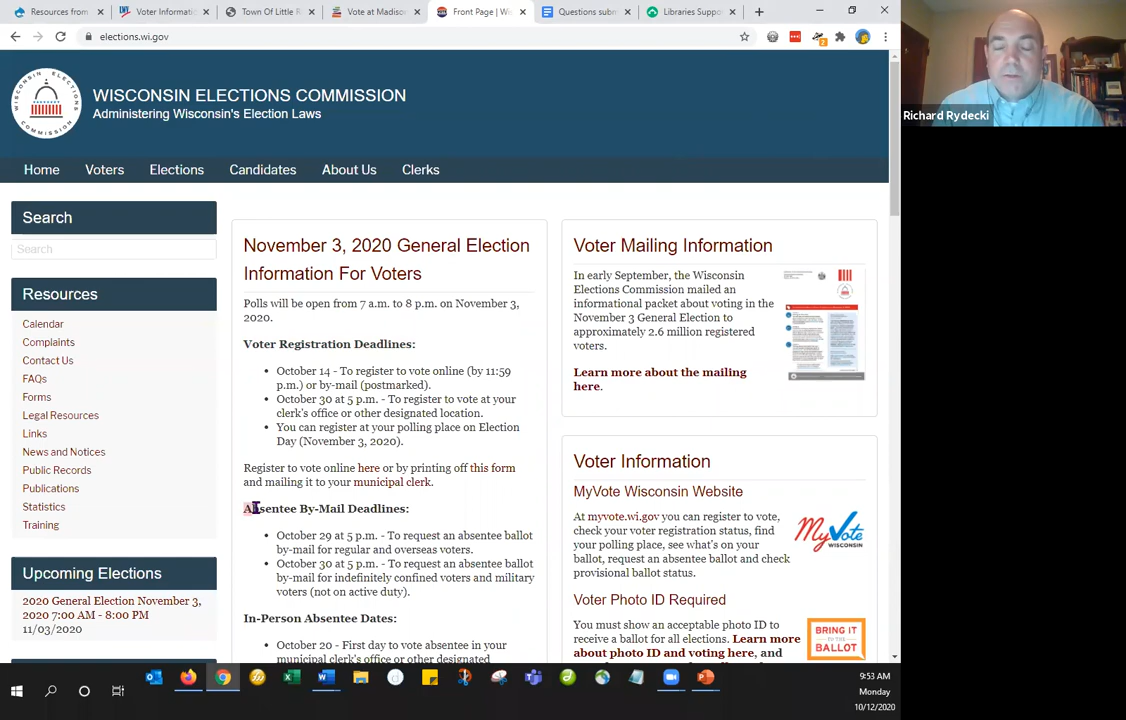 Resources from
Voter Informati
Town Of Little R
Vote at Madison
Front Page | Wi
Questions subm
Libraries Suppo
elections.wi.gov
WISCONSIN ELECTIONS COMMISSION
Administering Wisconsin's Election Laws
Richard Rydecki
Home Voters Elections Candidates About Us Clerks
Search
Search
Resources
Calendar
Complaints
Contact Us
FAQs
Forms
Legal Resources
Links
News and Notices
Public Records
Publications
Statistics
Training
Upcoming Elections
2020 General Election November 3,
2020 7:00 AM - 8:00 PM
11/03/2020
November 3, 2020 General Election
Information For Voters
Polls will be open from 7 a.m. to 8 p.m. on November 3,
2020.
Voter Registration Deadlines:
• October 14 - To register to vote online (by 11:59
p.m.) or by-mail (postmarked).
• October 30 at 5 p.m. - To register to vote at your
clerk's office or other designated location.
• You can register at your polling place on Election
Day (November 3, 2020).
Register to vote online here or by printing off this form
and mailing it to your municipal clerk.
Absentee By-Mail Deadlines:
• October 29 at 5 p.m. - To request an absentee ballot
by-mail for regular and overseas voters.
• October 30 at 5 p.m. - To request an absentee ballot
by-mail for indefinitely confined voters and military
voters (not on active duty).
In-Person Absentee Dates:
• October 20 - First day to vote absentee in your
municipal clerk's office or other designated
Voter Mailing Information
In early September, the Wisconsin
Elections Commission mailed an
informational packet about voting in the
November 3 General Election to
approximately 2.6 million registered
voters.
Learn more about the mailing
here.
Voter Information
MyVote Wisconsin Website
At myvote.wi.gov you can register to vote,
check your voter registration status, find
your polling place, see what's on your
ballot, request an absentee ballot and check
provisional ballot status.
My Vote
WISCONSIN
Voter Photo ID Required
You must show an acceptable photo ID to
receive a ballot for all elections. Learn more
about photo ID and voting here, and
BRING IT
TO THE
BALLOT
9:53 AM
Monday
10/12/2020